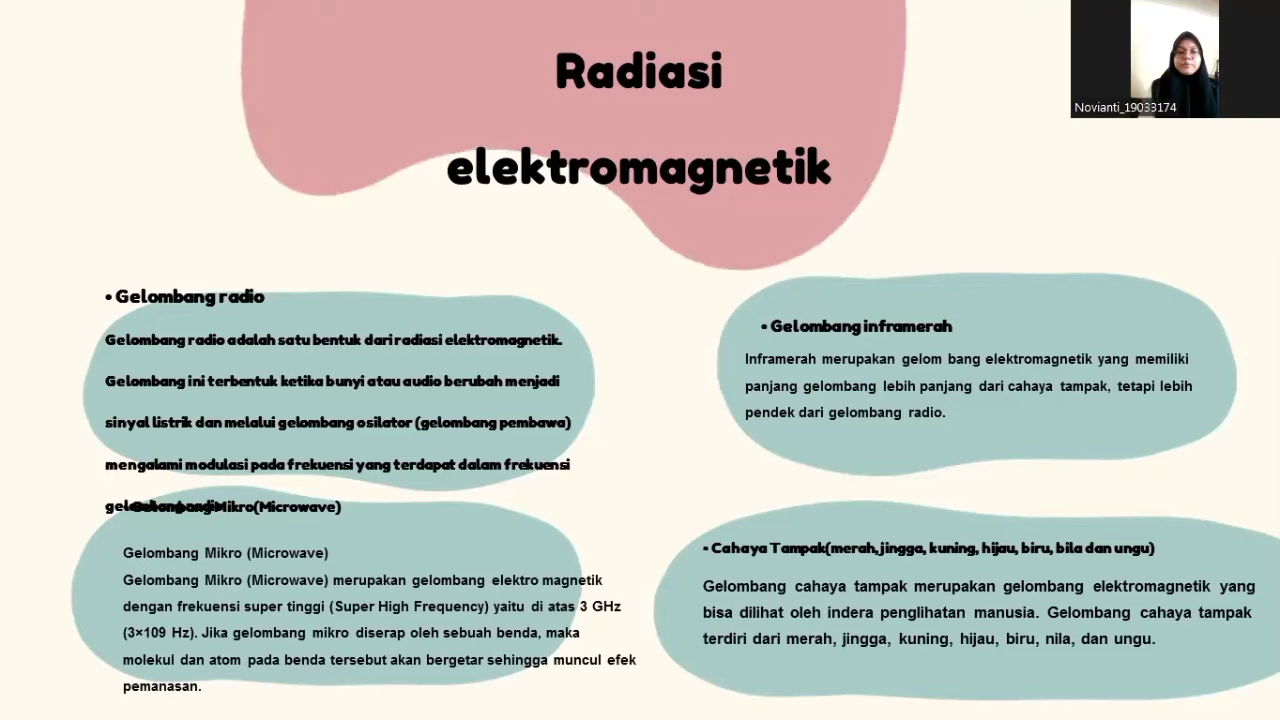 Radiasi
elektromagnetik
Novianti_19033174
• Gelombang radio
Gelombang radio adalah satu bentuk dari radiasi elektromagnetik.
Gelombang ini terbentuk ketika bunyi atau audio berubah menjadi
sinyal listrik dan melalui gelombang osilator (gelombang pembawa)
mengalami modulasi pada frekuensi yang terdapat dalam frekuensi
Mikro(Microwave)
Gelombang Mikro (Microwave)
Gelombang Mikro (Microwave) merupakan gelombang elektro magnetik
dengan frekuensi super tinggi (Super High Frequency) yaitu di atas 3 GHz
(3×109 Hz). Jika gelombang mikro diserap oleh sebuah benda, maka
molekul dan atom pada benda tersebut akan bergetar sehingga muncul efek
pemanasan.
• Gelombang inframerah
Inframerah merupakan gelom bang elektromagnetik yang memiliki
panjang gelombang lebih panjang dari cahaya tampak, tetapi lebih
pendek dari gelombang radio.
• Cahaya Tampak(merah, jingga, kuning, hijau, biru, bila dan ungu)
Gelombang cahaya tampak merupakan gelombang elektromagnetik yang
bisa dilihat oleh indera penglihatan manusia. Gelombang cahaya tampak
terdiri dari merah, jingga, kuning, hijau, biru, nila, dan ungu.